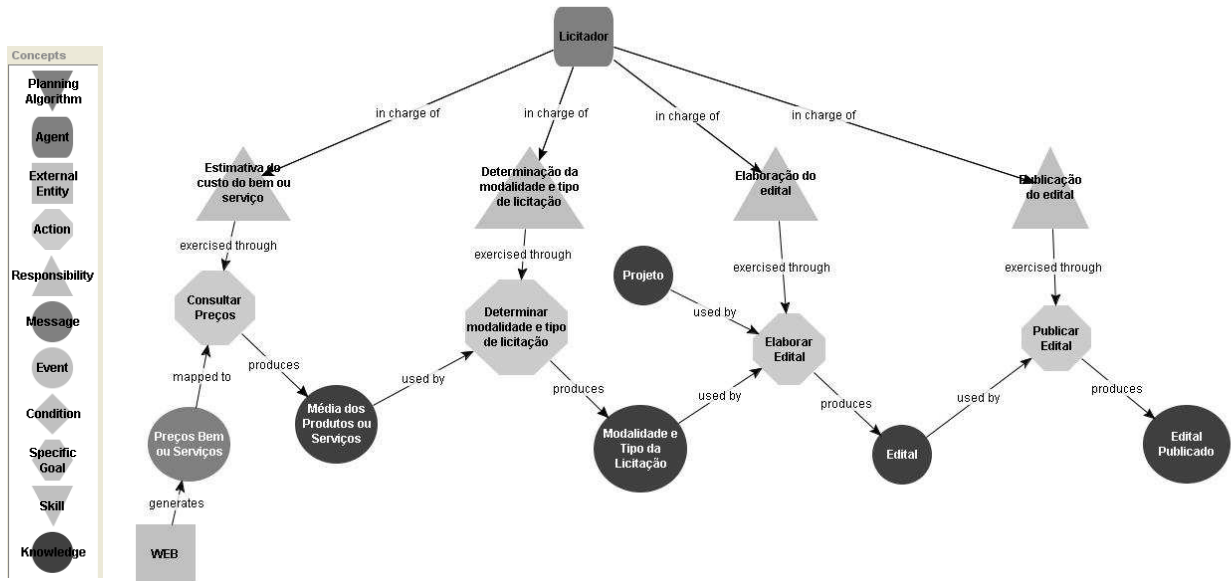 Concepts
Planning
Algorithm
Agent
External
Entity
Action
Responsibility
Message
Event
Condition
Specific
Goal
Skill
Knowledge
Licitador
in charge of
in charge of
in charge of
in charge of
Estimativa do
custo do bem ou
serviço
Determinação da
modalidade e tipo
de licitação
Elaboração do
edital
Publicação
do edital
exercised through
exercised through
exercised through
exercised through
Consultar
Preços
Determinar
modalidade e tipo
de licitação
Projeto
used by
Elaborar
Edital
Publicar
Edital
mapped to
produces
used by
produces
used by
produces
used by
produces
Preços Bem
ou Serviços
Média dos
Produtos ou
Serviços
Modalidade e
Tipo da
Licitação
Edital
Edital
Publicado
generates
WEB